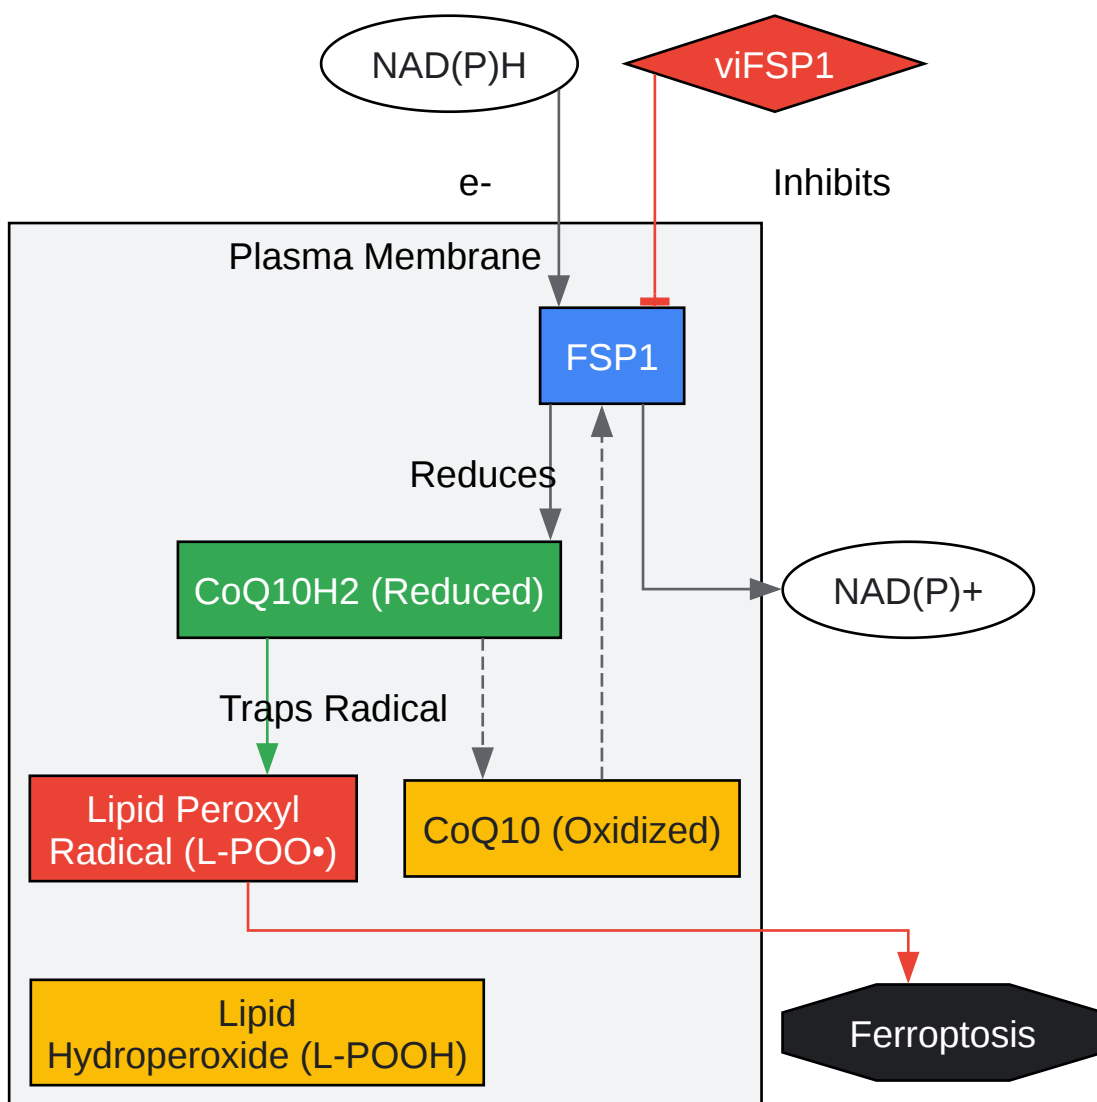 NAD(P)H
viFSP1
e-
Inhibits
Plasma Membrane
FSP1
Reduces
CoQ10H2 (Reduced)
NAD(P)+
Traps Radical
Lipid Peroxyl
Radical (L-POO•)
CoQ10 (Oxidized)
Lipid
Hydroperoxide (L-POOH)
Ferroptosis